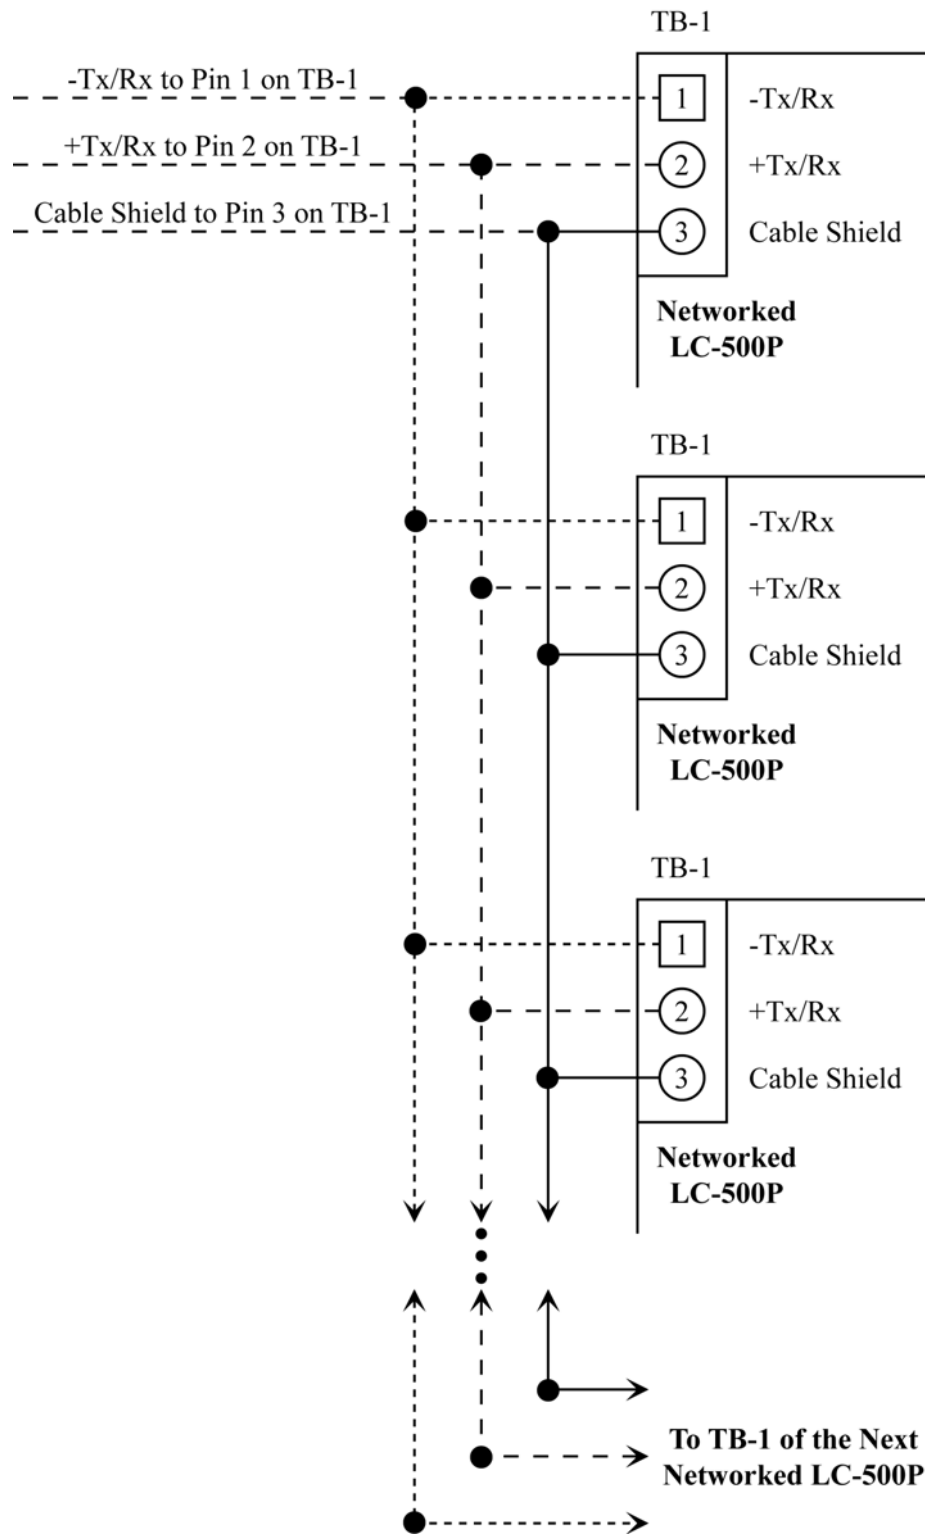 TB-1
-Tx/Rx to Pin 1 on TB-1
1 -Tx/Rx
+Tx/Rx to Pin 2 on TB-1
2 +Tx/Rx
Cable Shield to Pin 3 on TB-1
3 Cable Shield
Networked
LC-500P
TB-1
1 -Tx/Rx
2 +Tx/Rx
3 Cable Shield
Networked
LC-500P
TB-1
1 -Tx/Rx
2 +Tx/Rx
3 Cable Shield
Networked
LC-500P
To TB-1 of the Next
Networked LC-500P